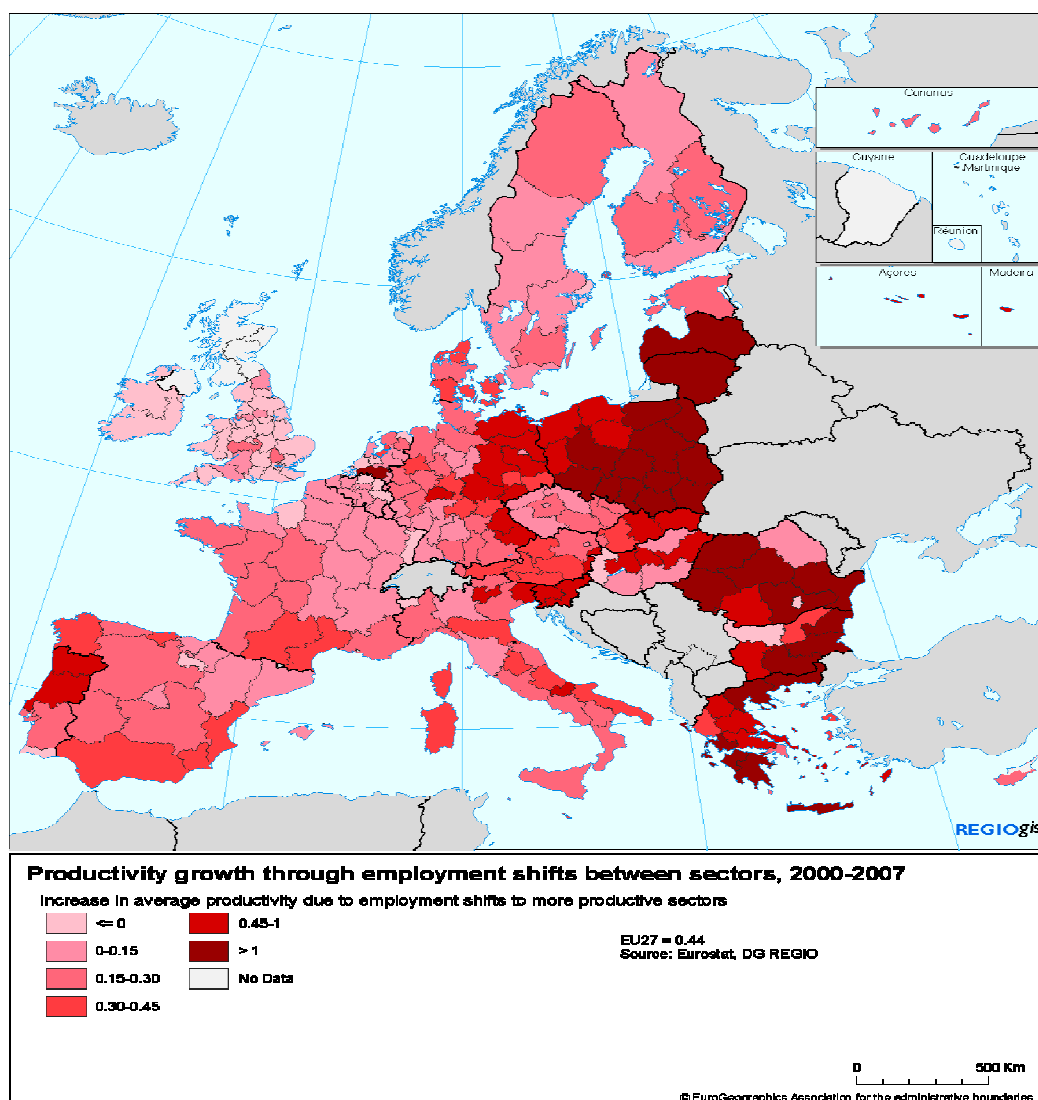 Canarias
Guyane
Guadeloupe
Martinique
Réunion
Açores
Madeira
REGIOgis
Productivity growth through employment shifts between sectors, 2000-2007
Increase in average productivity due to employment shifts to more productive sectors
<= 0
0-0.15
0.15-0.30
0.30-0.45
0.45-1
> 1
No Data
EU27 = 0.44
Source: Eurostat, DG REGIO
0 500 Km
© EuroGeographics Association for the administrative boundaries